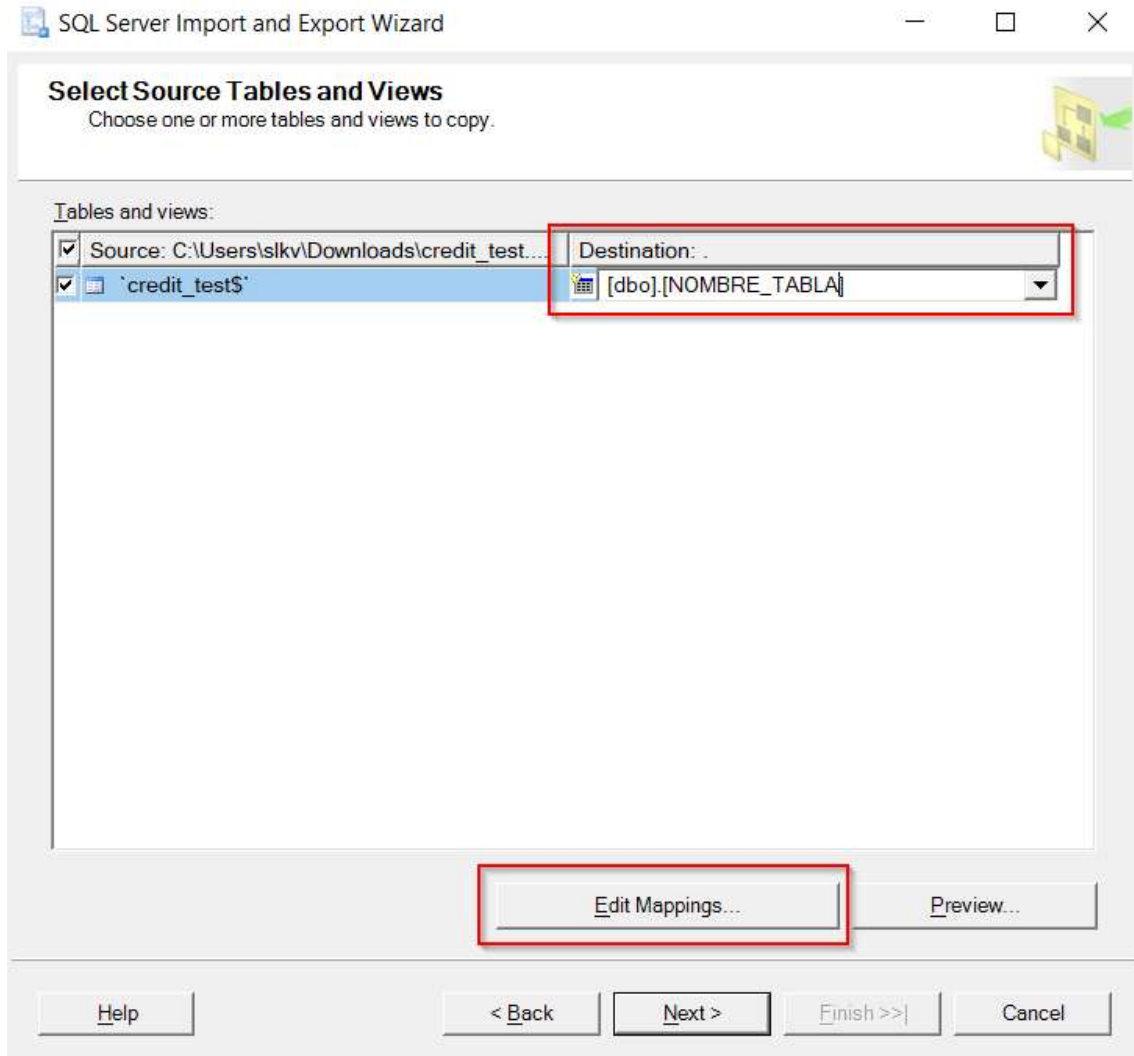 SQL Server Import and Export Wizard
Select Source Tables and Views
Choose one or more tables and views to copy.
Tables and views:
Source: C:\Users\slkv\Downloads\credit_test.... Destination: .
`credit_test$` [dbo].[NOMBRE_TABLA]
Edit Mappings... Preview...
Help < Back Next > Finish >>| Cancel